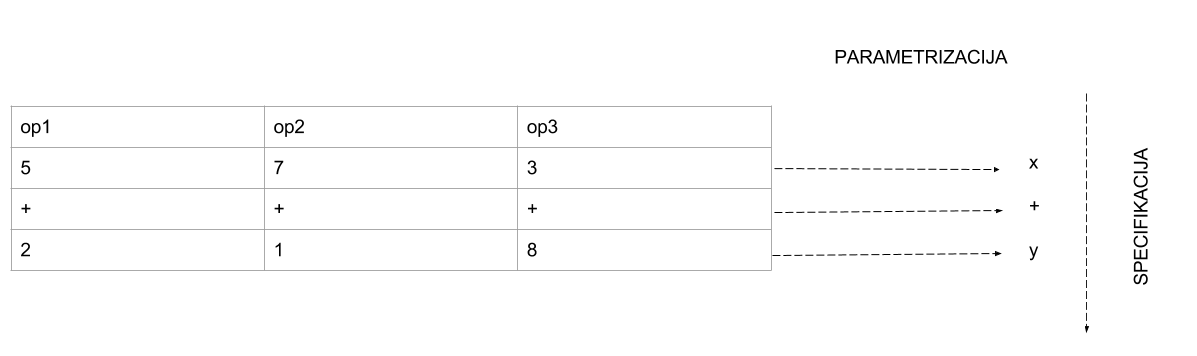 PARAMETRIZACIJA
op1 op2 op3
5 7 3 x
+ + + +
2 1 8 y
SPECIFIKACIJA